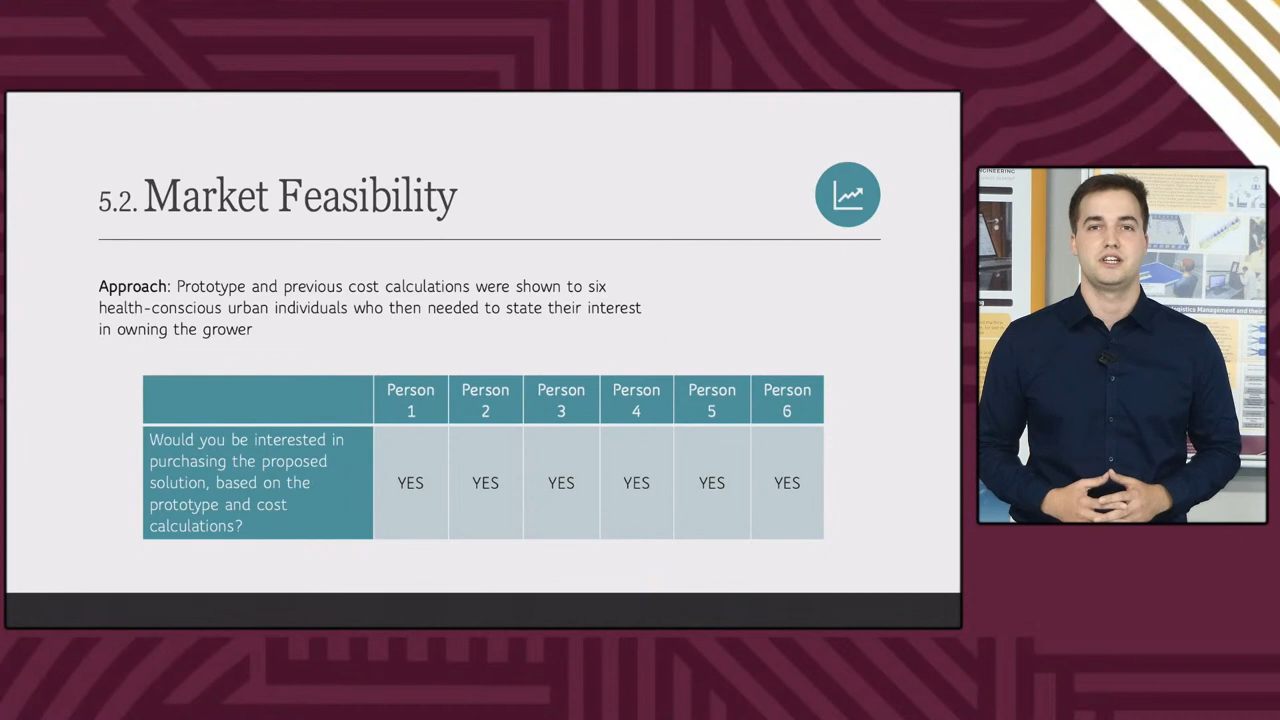 5.2. Market Feasibility
Approach: Prototype and previous cost calculations were shown to six
health-conscious urban individuals who then needed to state their interest
in owning the grower
Person 1
Person 2
Person 3
Person 4
Person 5
Person 6
Would you be interested in
purchasing the proposed
solution, based on the
prototype and cost
calculations?
YES YES YES YES YES YES